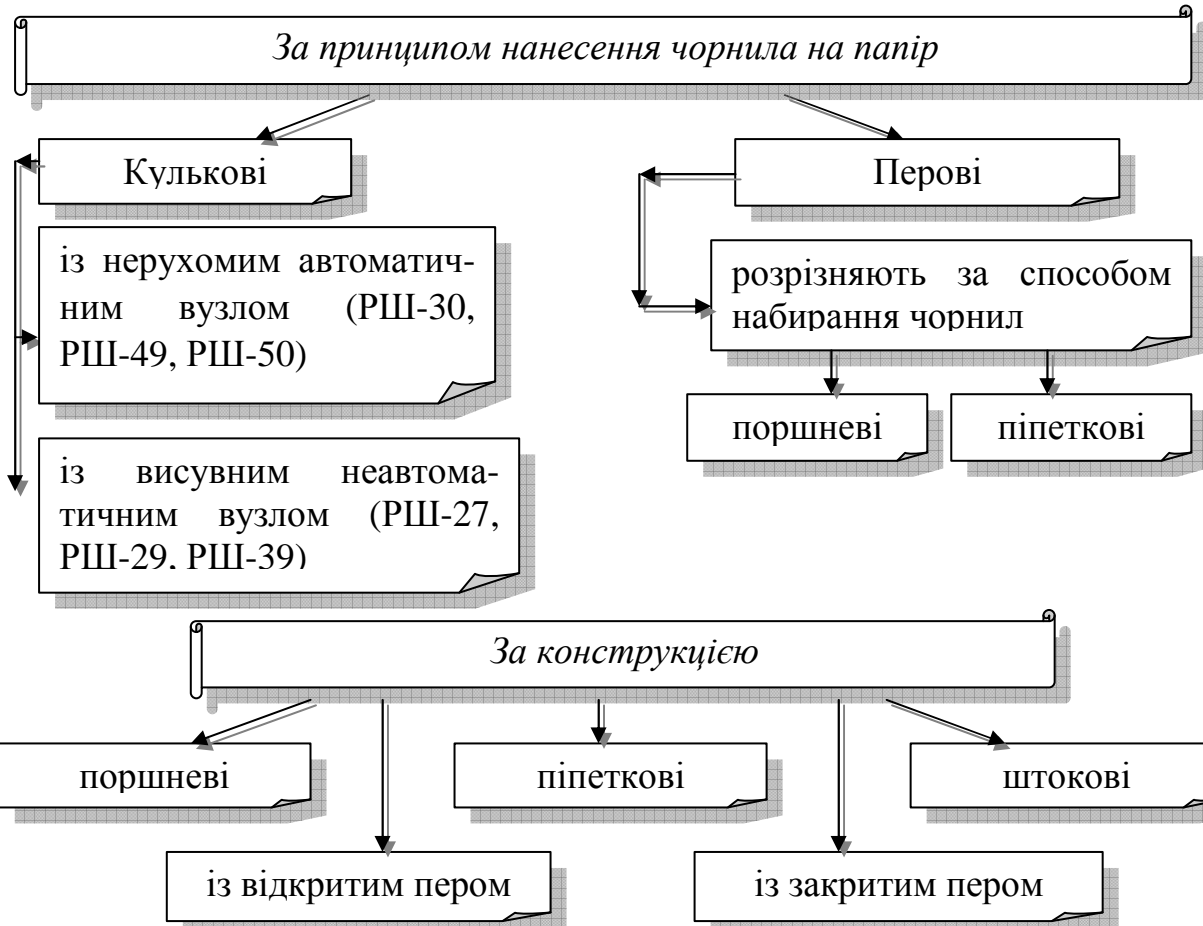 За принципом нанесення чорнила на папір
Кулькові
із нерухомим автоматич-
ним вузлом (РШ-30,
РШ-49, РШ-50)
із висувним неавтома-
тичним вузлом (РШ-27,
РШ-29, РШ-39)
Перові
розрізняють за способом
набирання чорнил
поршневі
піпеткові
За конструкцією
поршневі
піпеткові
штокові
із відкритим пером
із закритим пером